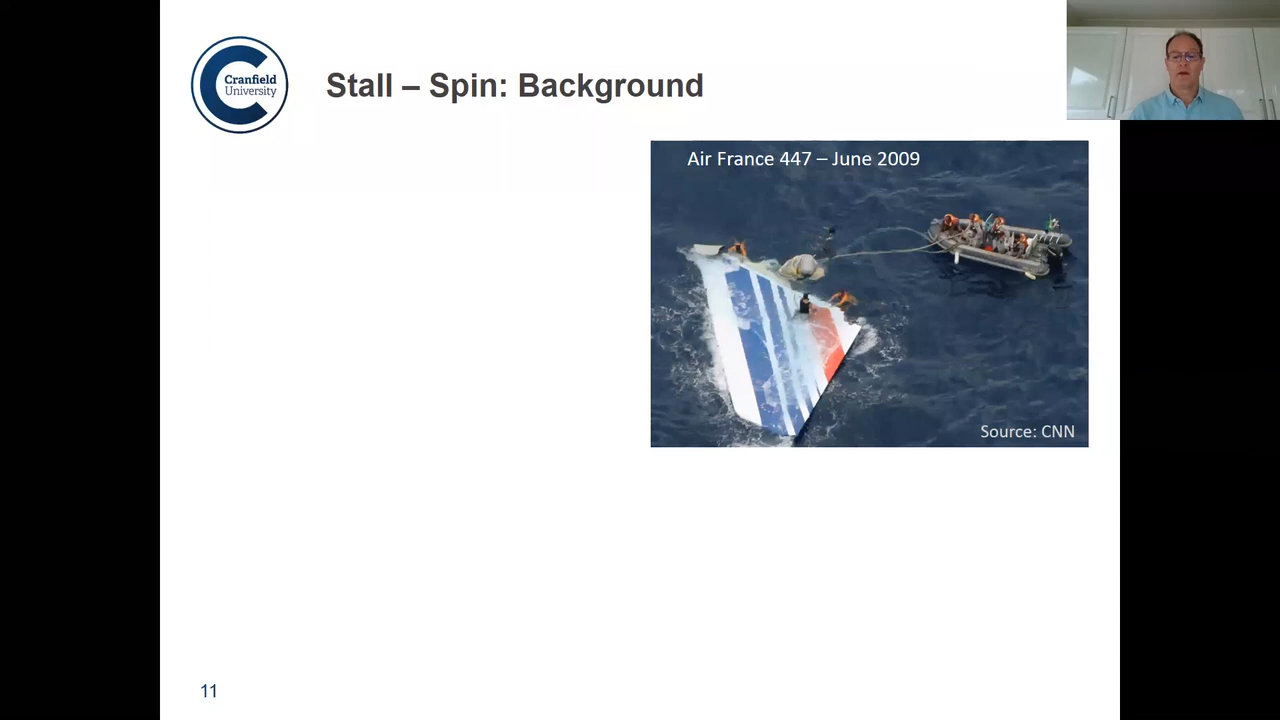 Cranfield
University
Stall – Spin: Background
Air France 447 – June 2009
Source: CNN
11